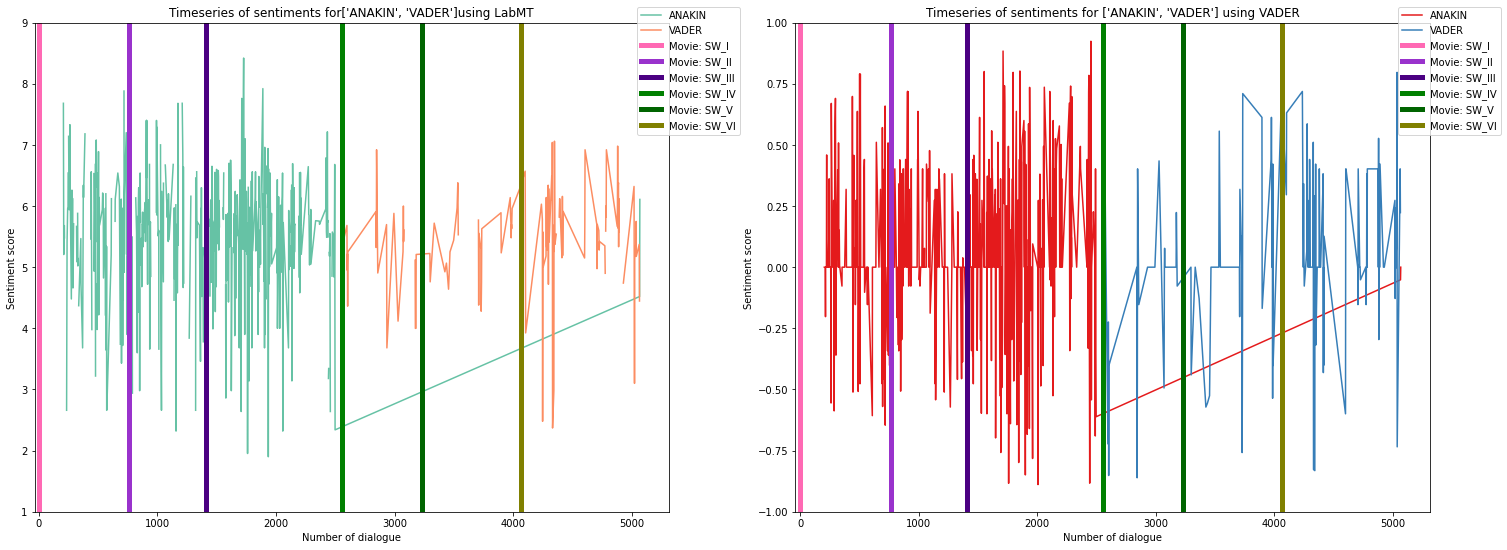 Timeseries of sentiments for['ANAKIN', 'VADER']using LabMT
9
8
7
6
5
4
3
2
1
Sentiment score
0
1000
2000
3000
4000
5000
Number of dialogue
ANAKIN
VADER
Movie: SW_I
Movie: SW_II
Movie: SW_III
Movie: SW_IV
Movie: SW_V
Movie: SW_VI
Timeseries of sentiments for ['ANAKIN', 'VADER'] using VADER
1.00
0.75
0.50
0.25
0.00
−0.25
−0.50
−0.75
−1.00
Sentiment score
0
1000
2000
3000
4000
5000
Number of dialogue
ANAKIN
VADER
Movie: SW_I
Movie: SW_II
Movie: SW_III
Movie: SW_IV
Movie: SW_V
Movie: SW_VI